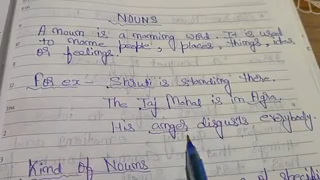 NOUNS
A noun is a naming word. It is used
to name people, places, things, idea
or feelings.
For ex - Shruti is standing there.
The Taj Mahal is in Agra.
His anger disgusts everybody.
Kind of Nouns